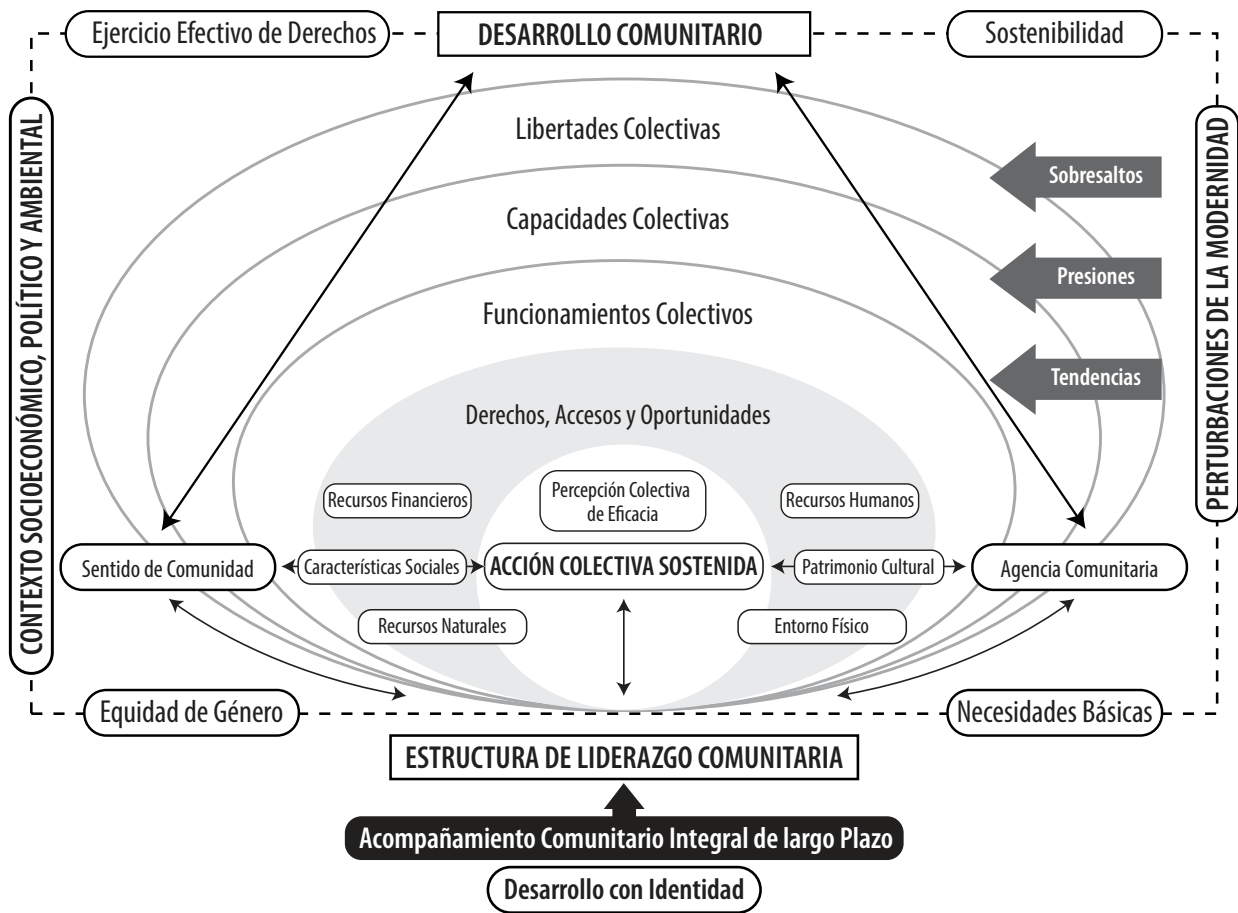 Ejercicio Efectivo de Derechos
DESARROLLO COMUNITARIO
Sostenibilidad
CONTEXTO SOCIOECONÓMICO, POLÍTICO Y AMBIENTAL
PERTURBACIONES DE LA MODERNIDAD
Libertades Colectivas
Sobresaltos
Capacidades Colectivas
Presiones
Funcionamientos Colectivos
Tendencias
Derechos, Accesos y Oportunidades
Recursos Financieros
Percepción Colectiva
de Eficacia
Recursos Humanos
Sentido de Comunidad
Características Sociales
ACCIÓN COLECTIVA SOSTENIDA
Patrimonio Cultural
Agencia Comunitaria
Recursos Naturales
Entorno Físico
Equidad de Género
Necesidades Básicas
ESTRUCTURA DE LIDERAZGO COMUNITARIA
Acompañamiento Comunitario Integral de largo Plazo
Desarrollo con Identidad